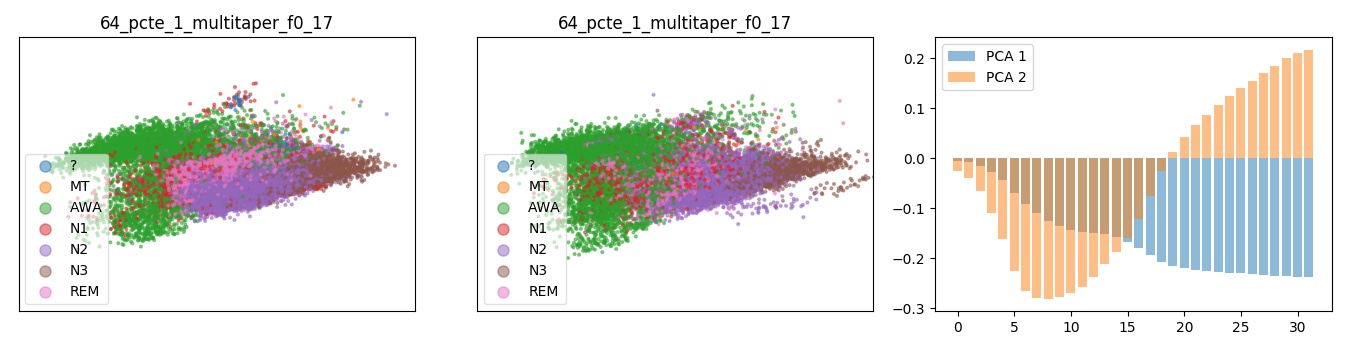 64_pcte_1_multitaper_f0_17
?
MT
AWA
N1
N2
N3
REM
64_pcte_1_multitaper_f0_17
?
MT
AWA
N1
N2
N3
REM
PCA 1
PCA 2
0.2
0.1
0.0
−0.1
−0.2
−0.3
0 5 10 15 20 25 30